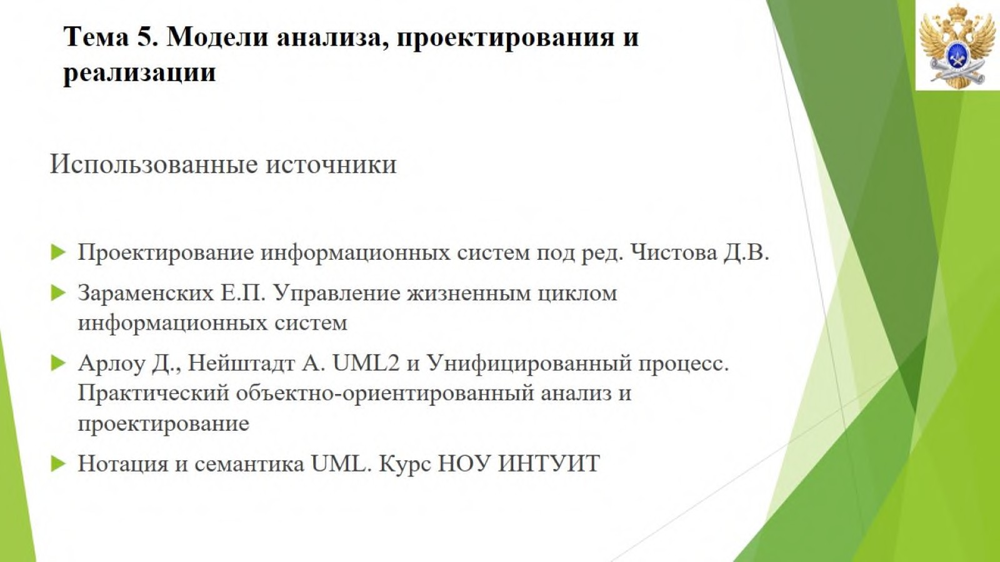 Тема 5. Модели анализа, проектирования и
реализации
Использованные источники
Проектирование информационных систем под ред. Чистова Д.В.
Зараменских Е.П. Управление жизненным циклом
информационных систем
Арлоу Д., Нейштадт А. UML2 и Унифицированный процесс.
Практический объектно-ориентированный анализ и
проектирование
Нотация и семантика UML. Курс НОУ ИНТУИТ